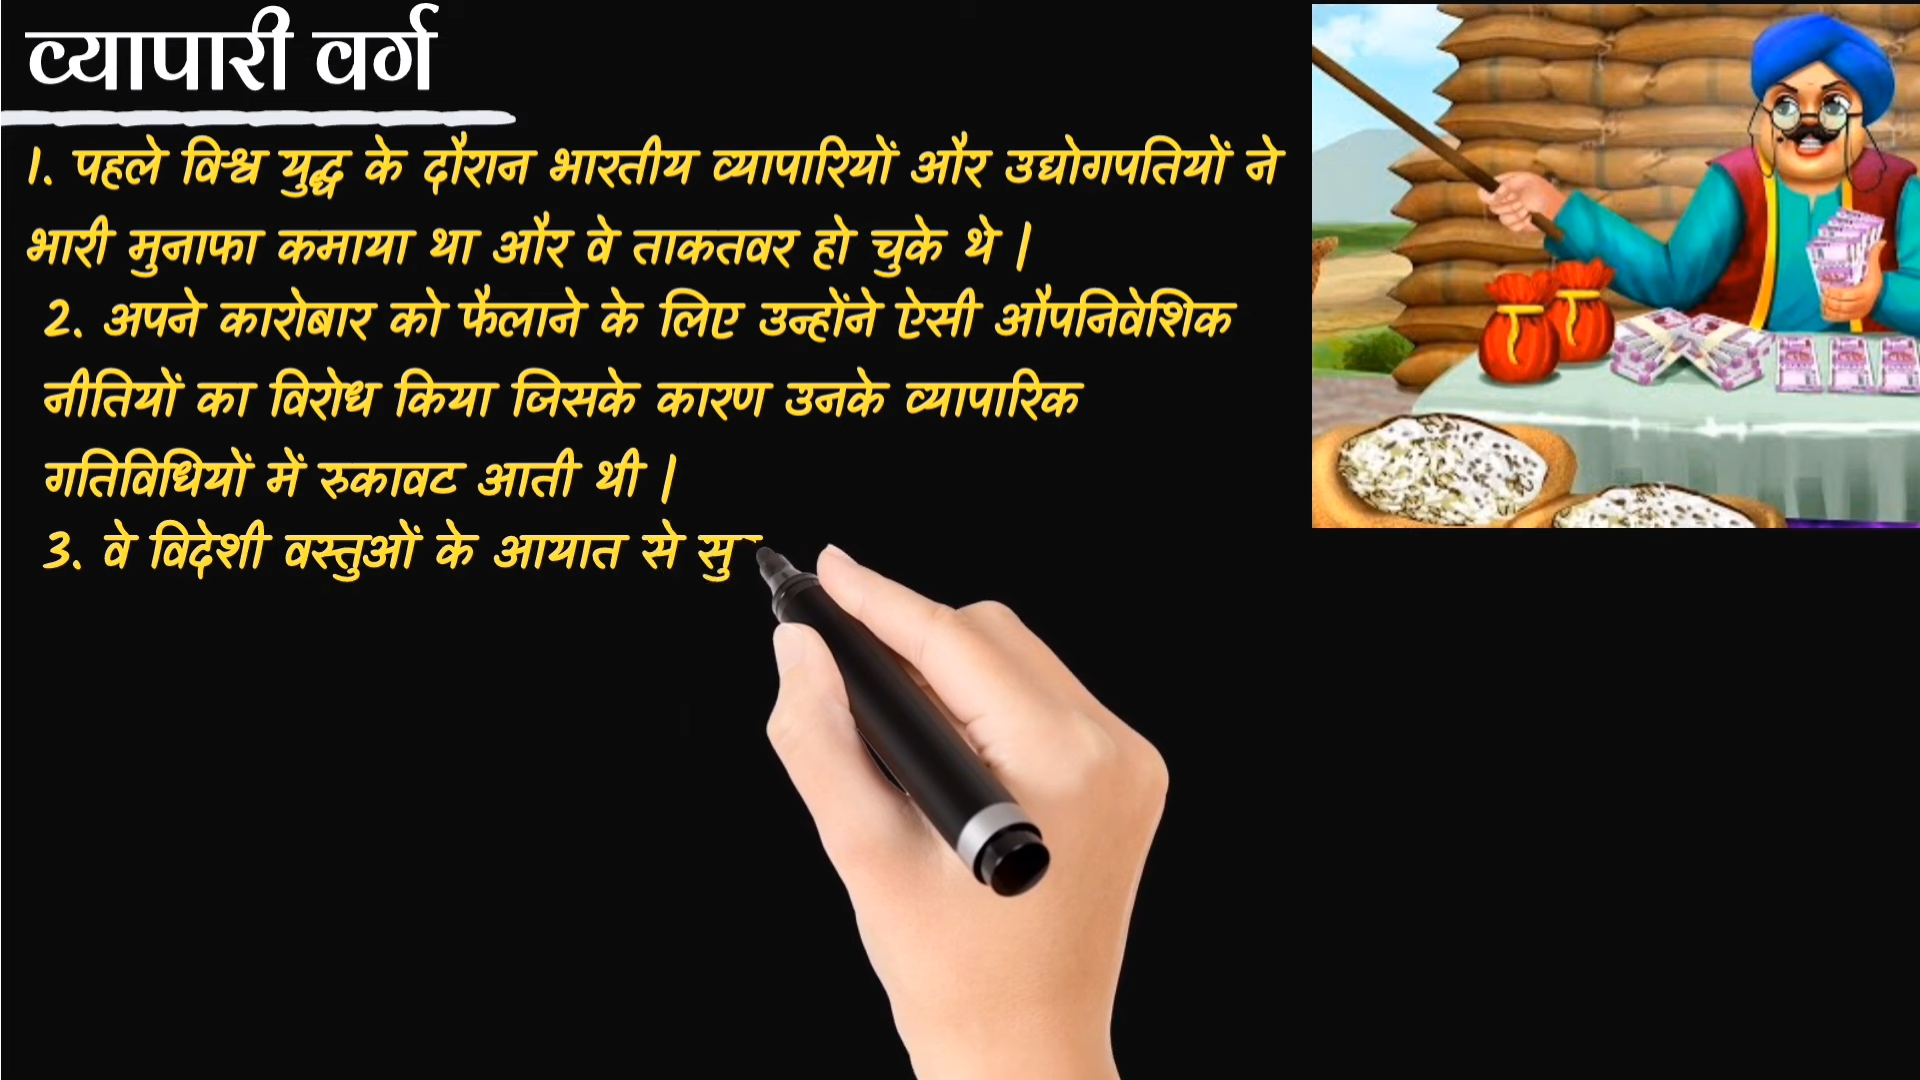 व्यापारी वर्ग
1. पहले विश्व युद्ध के दौरान भारतीय व्यापारियों और उद्योगपतियों ने
भारी मुनाफा कमाया था और वे ताकतवर हो चुके थे |
2. अपने कारोबार को फैलाने के लिए उन्होंने ऐसी औपनिवेशिक
नीतियों का विरोध किया जिसके कारण उनके व्यापारिक
गतिविधियों में रुकावट आती थी |
3. वे विदेशी वस्तुओं के आयात से